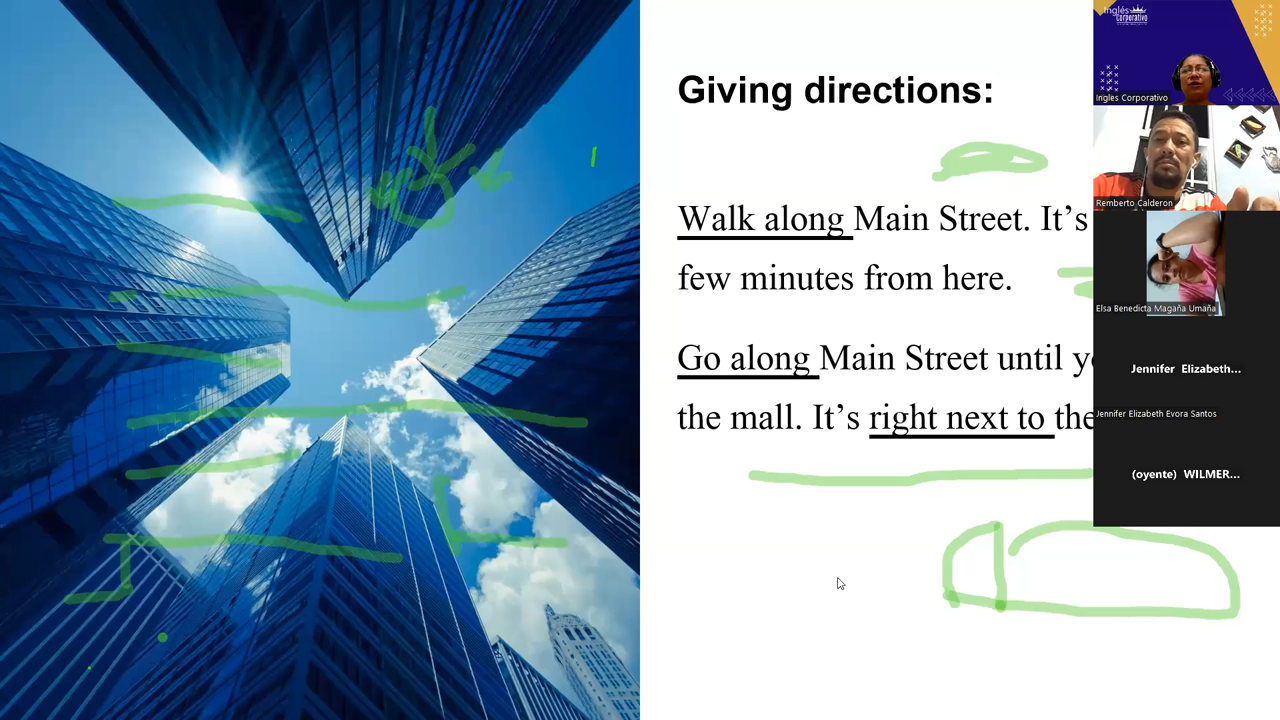 Giving directions:
Walk along Main Street. It's
few minutes from here.
Go along Main Street until
the mall. It's right next to the
Inglés
Corporativo
Ingles Corporativo
Remberto Calderon
Elsa Benedicta Magaña Umaña
Jennifer Elizabeth...
Jennifer Elizabeth Evora Santos
(oyente) WILMER...